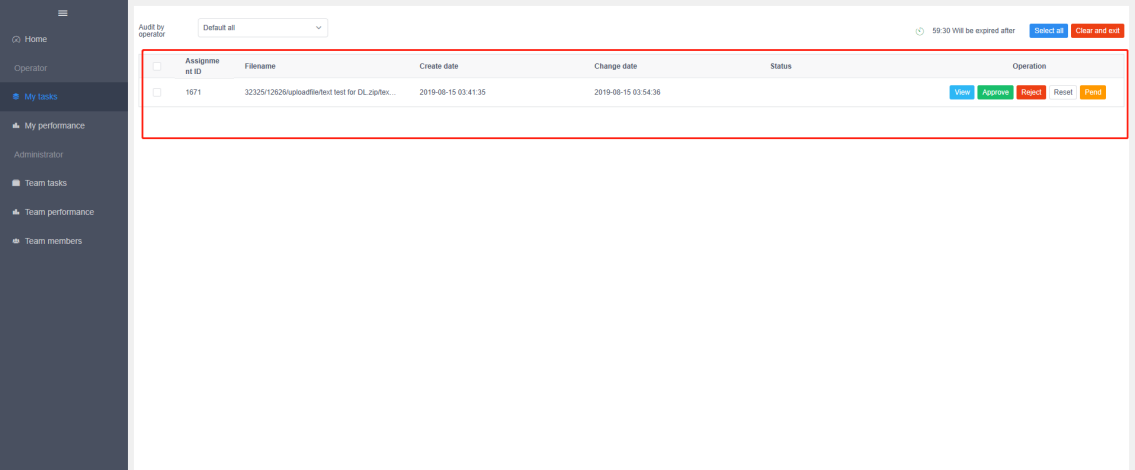 Home
Operator
My tasks
My performance
Administrator
Team tasks
Team performance
Team members
Audit by
operator
Default all
59:30 Will be expired after
Select all
Clear and exit
Assignme
nt ID
Filename
Create date
Change date
Status
Operation
1671
32325/12626/uploadfile/text test for DL.zip/tex...
2019-08-15 03:41:35
2019-08-15 03:54:36
View
Approve
Reject
Reset
Pend